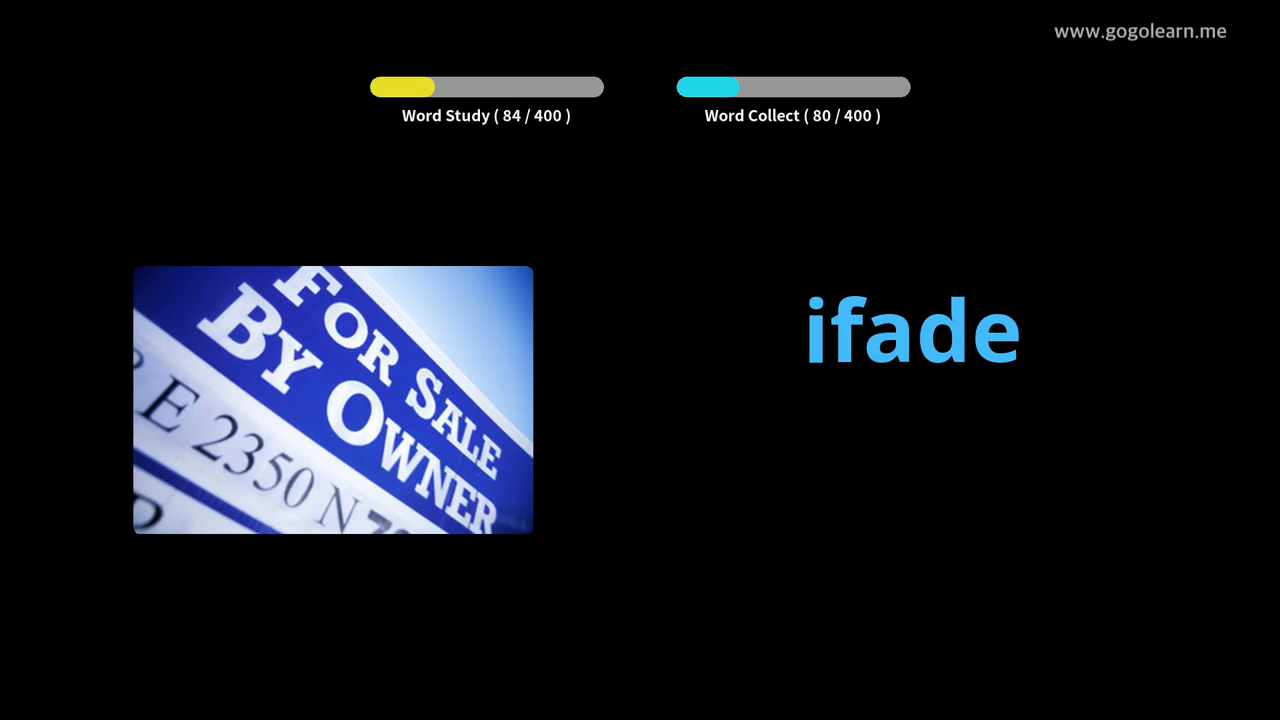 www.gogolearn.me
Word Study ( 84 / 400 )
Word Collect ( 80 / 400 )
FOR SALE
BY OWNER
E 2350 N
ifade